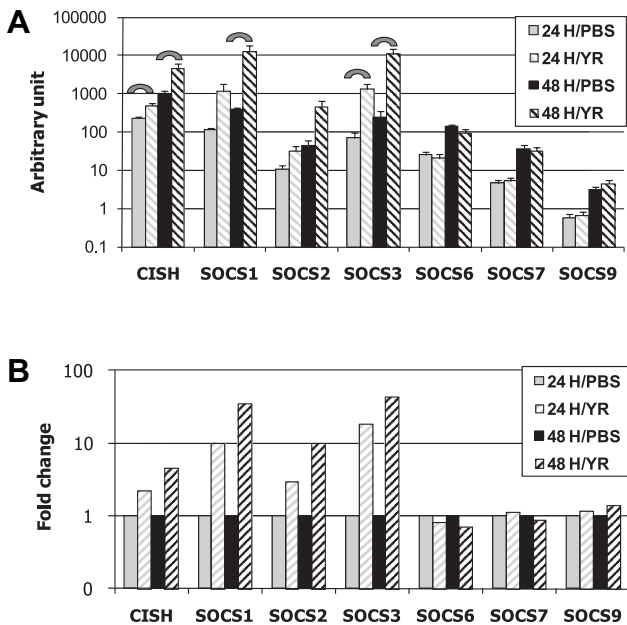 A
Arbitrary unit
100000
10000
1000
100
10
1
0.1
24 H/PBS
24 H/YR
48 H/PBS
48 H/YR
CISH SOCS1 SOCS2 SOCS3 SOCS6 SOCS7 SOCS9
B
Fold change
100
10
1
0
24 H/PBS
24 H/YR
48 H/PBS
48 H/YR
CISH SOCS1 SOCS2 SOCS3 SOCS6 SOCS7 SOCS9